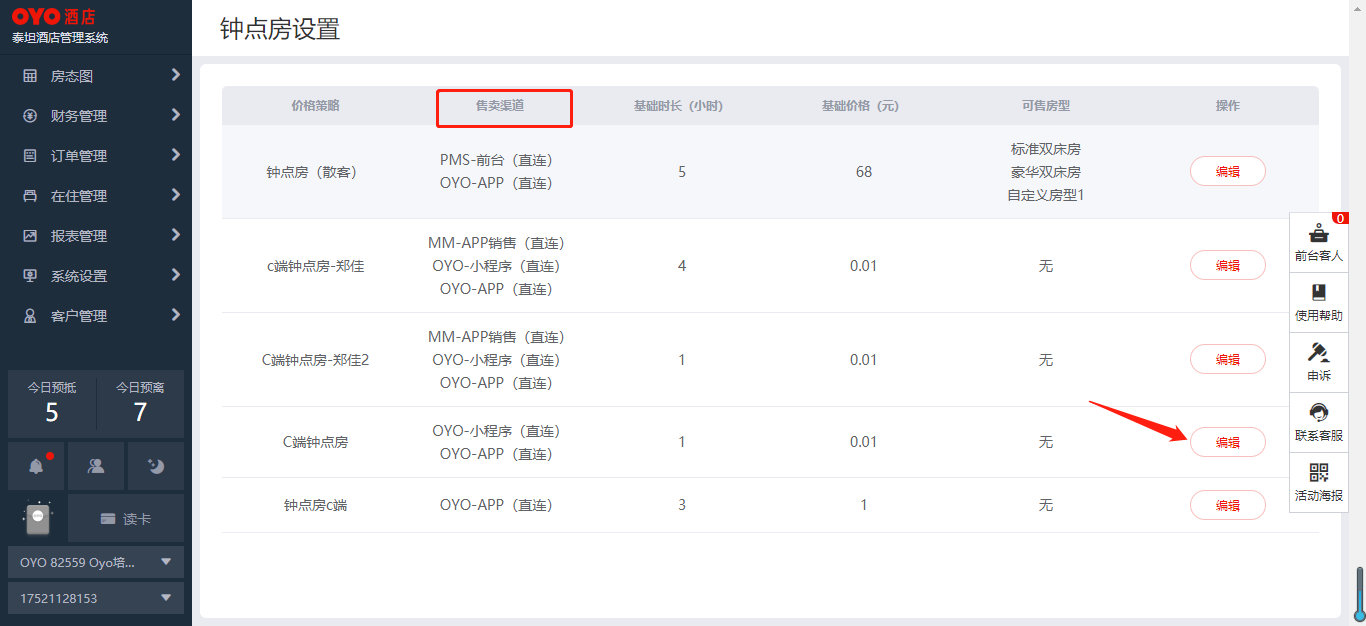 OYO 酒店
泰坦酒店管理系统
房态图
财务管理
订单管理
在住管理
报表管理
系统设置
客户管理
今日预抵
今日预离
5
7
读卡
OYO 82559 Oyo培...
17521128153
钟点房设置
价格策略
售卖渠道
基础时长（小时）
基础价格（元）
可售房型
操作
钟点房（散客）
PMS-前台（直连）
OYO-APP（直连）
5
68
标准双床房
豪华双床房
自定义房型1
编辑
c端钟点房-郑佳
MM-APP销售（直连）
OYO-小程序（直连）
OYO-APP（直连）
4
0.01
无
编辑
C端钟点房-郑佳2
MM-APP销售（直连）
OYO-小程序（直连）
OYO-APP（直连）
1
0.01
无
编辑
C端钟点房
OYO-小程序（直连）
OYO-APP（直连）
1
0.01
无
编辑
钟点房c端
OYO-APP（直连）
3
1
无
编辑
0
前台客人
使用帮助
申诉
联系客服
活动海报